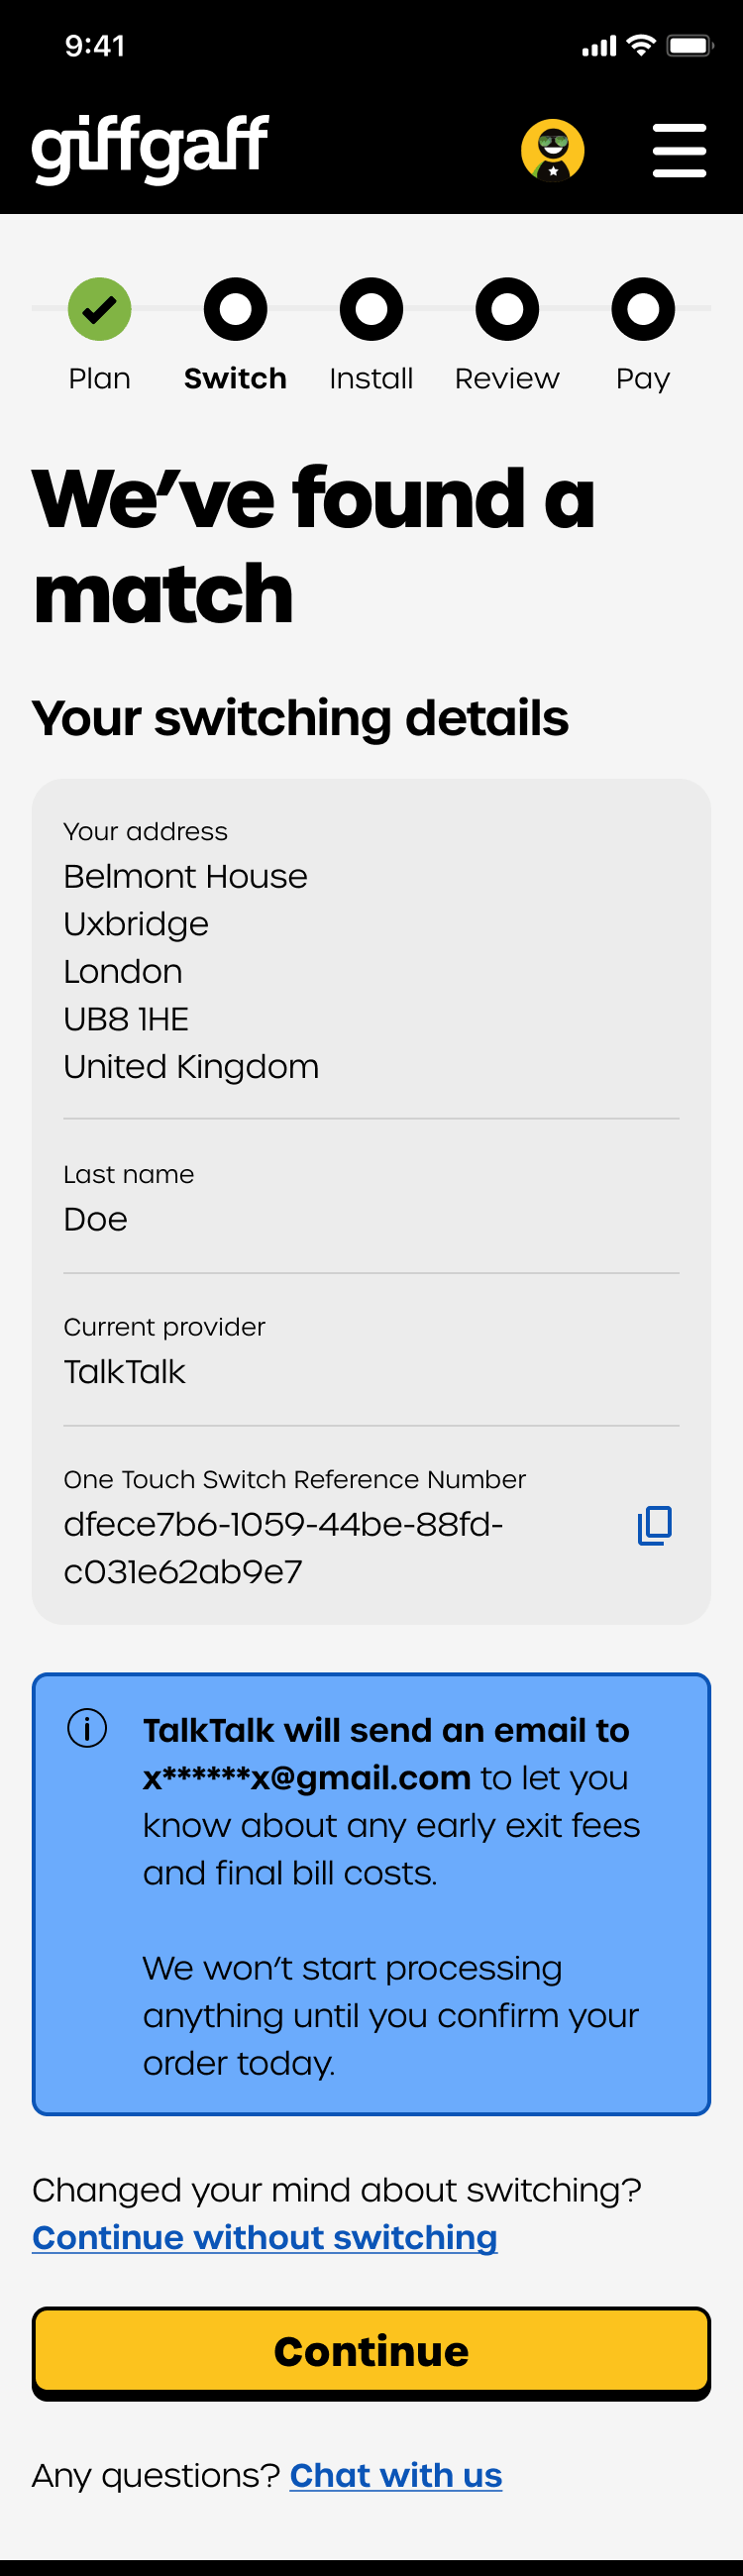 9:41
giffgaff
Plan Switch Install Review Pay
We’ve found a
match
Your switching details
Your address
Belmont House
Uxbridge
London
UB8 1HE
United Kingdom
Last name
Doe
Current provider
TalkTalk
One Touch Switch Reference Number
dfece7b6-1059-44be-88fd-
c031e62ab9e7
TalkTalk will send an email to
x******x@gmail.com to let you
know about any early exit fees
and final bill costs.
We won’t start processing
anything until you confirm your
order today.
Changed your mind about switching?
Continue without switching
Continue
Any questions? Chat with us